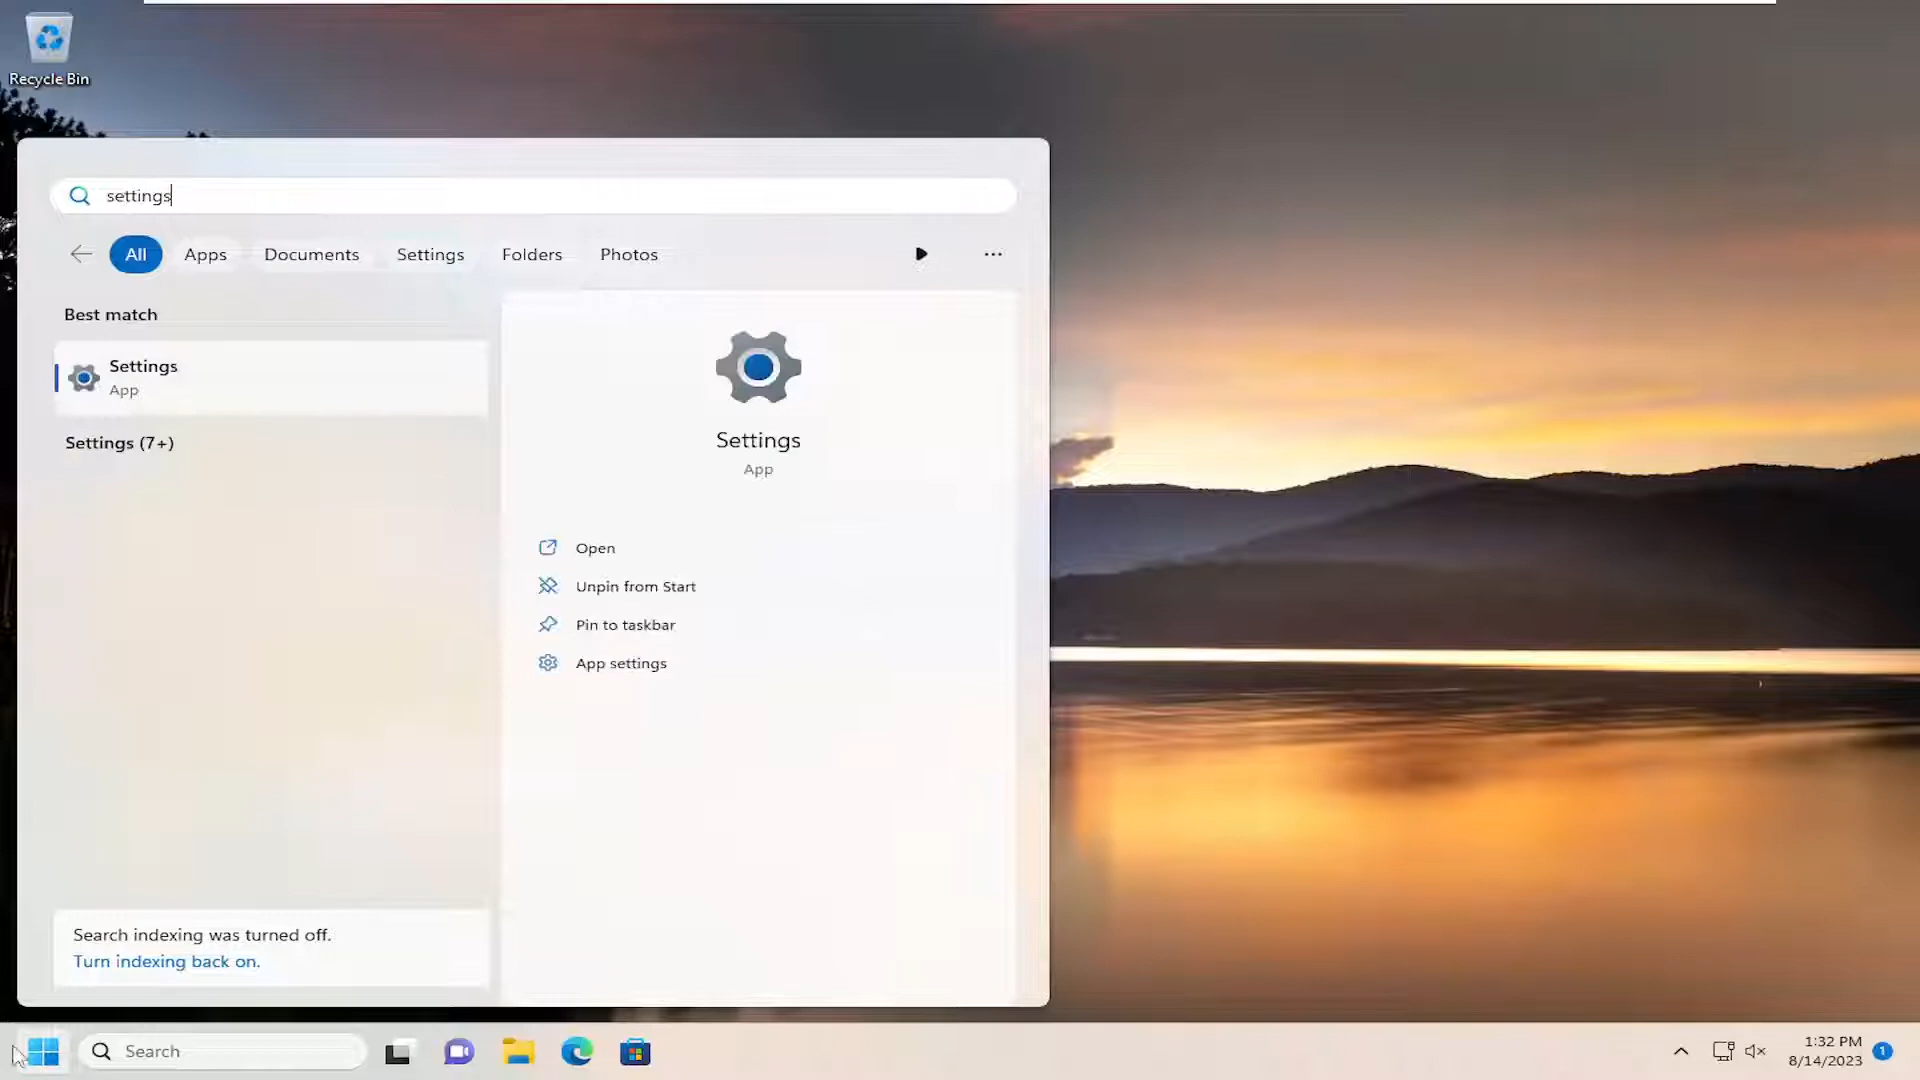 Recycle Bin
settings
All
Apps
Documents
Settings
Folders
Photos
Best match
Settings
App
Settings (7+)
Settings
App
Open
Unpin from Start
Pin to taskbar
App settings
Search indexing was turned off.
Turn indexing back on.
Search
1:32 PM
8/14/2023
1